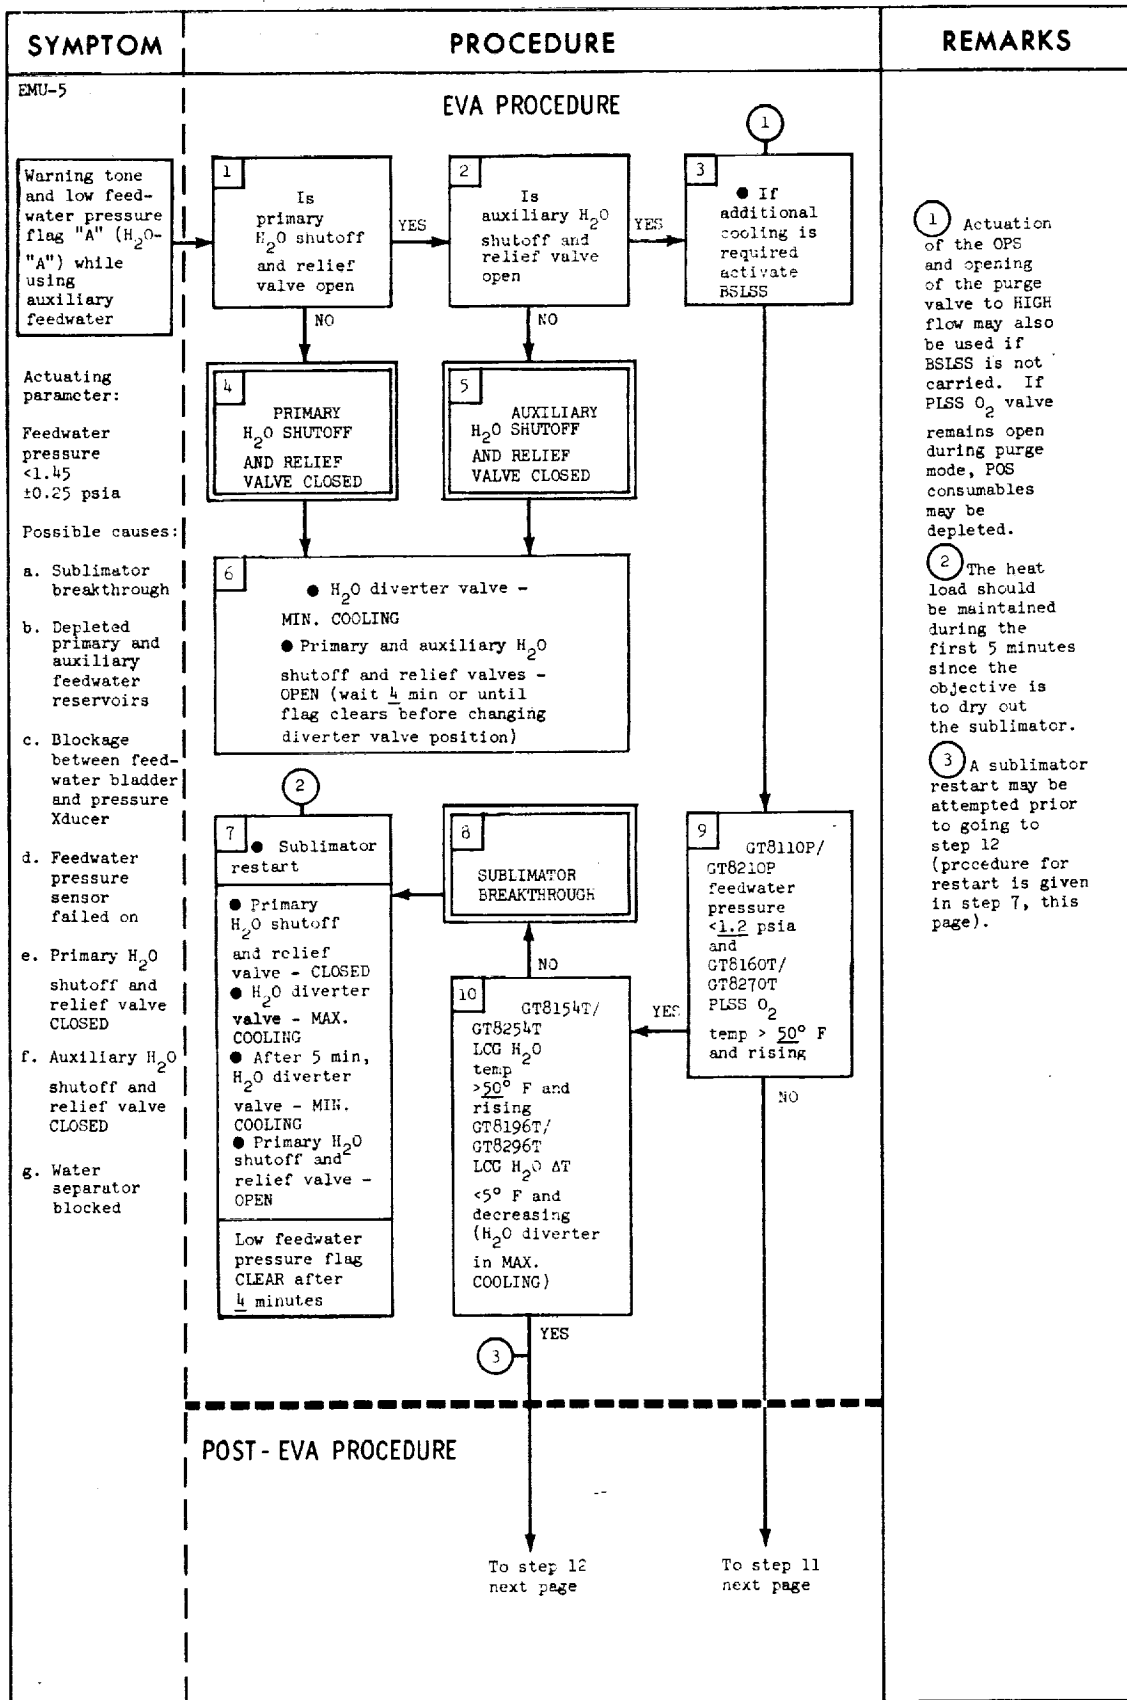 SYMPTOM
PROCEDURE
REMARKS
EMU-5
EVA PROCEDURE
Warning tone
and low feed-
water pressure
flag "A" (H2O-
"A") while
using
auxiliary
feedwater
Actuating
parameter:
Feedwater
pressure
<1.45
±0.25 psia
Possible causes:
a. Sublimator
breakthrough
b. Depleted
primary and
auxiliary
feedwater
reservoirs
c. Blockage
between feed-
water bladder
and pressure
Xducer
d. Feedwater
pressure
sensor
failed on
e. Primary H2O
shutoff and
relief valve
CLOSED
f. Auxiliary H2O
shutoff and
relief valve
CLOSED
g. Water
separator
blocked
1
Is
primary
H2O shutoff
and relief
valve open
YES
NO
2
Is
auxiliary H2O
shutoff and
relief valve
open
YES
NO
1
3
● If
additional
cooling is
required
activate
BSLSS
4
PRIMARY
H2O SHUTOFF
AND RELIEF
VALVE CLOSED
5
AUXILIARY
H2O SHUTOFF
AND RELIEF
VALVE CLOSED
6
● H2O diverter valve -
MIN. COOLING
● Primary and auxiliary H2O
shutoff and relief valves -
OPEN (wait 4 min or until
flag clears before changing
diverter valve position)
2
7
● Sublimator
restart
● Primary
H2O shutoff
and relief
valve - CLOSED
● H2O diverter
valve - MAX.
COOLING
● After 5 min,
H2O diverter
valve - MIN.
COOLING
● Primary H2O
shutoff and
relief valve -
OPEN
Low feedwater
pressure flag
CLEAR after
4 minutes
8
SUBLIMATOR
BREAKTHROUGH
NO
9
GT8110P/
GT8210P
feedwater
pressure
<1.2 psia
and
GT8160T/
GT8270T
PLSS O2
temp > 50° F
and rising
YES
NO
10
GT8154T/
GT8254T
LCG H2O
temp
>50° F and
rising
GT8196T/
GT8296T
LCG H2O ΔT
<5° F and
decreasing
(H2O diverter
in MAX.
COOLING)
YES
3
POST-EVA PROCEDURE
To step 12
next page
To step 11
next page
1 Actuation
of the OPS
and opening
of the purge
valve to HIGH
flow may also
be used if
BSLSS is not
carried. If
PLSS O2 valve
remains open
during purge
mode, POS
consumables
may be
depleted.
2 The heat
load should
be maintained
during the
first 5 minutes
since the
objective is
to dry out
the sublimator.
3 A sublimator
restart may be
attempted prior
to going to
step 12
(procedure for
restart is given
in step 7, this
page).